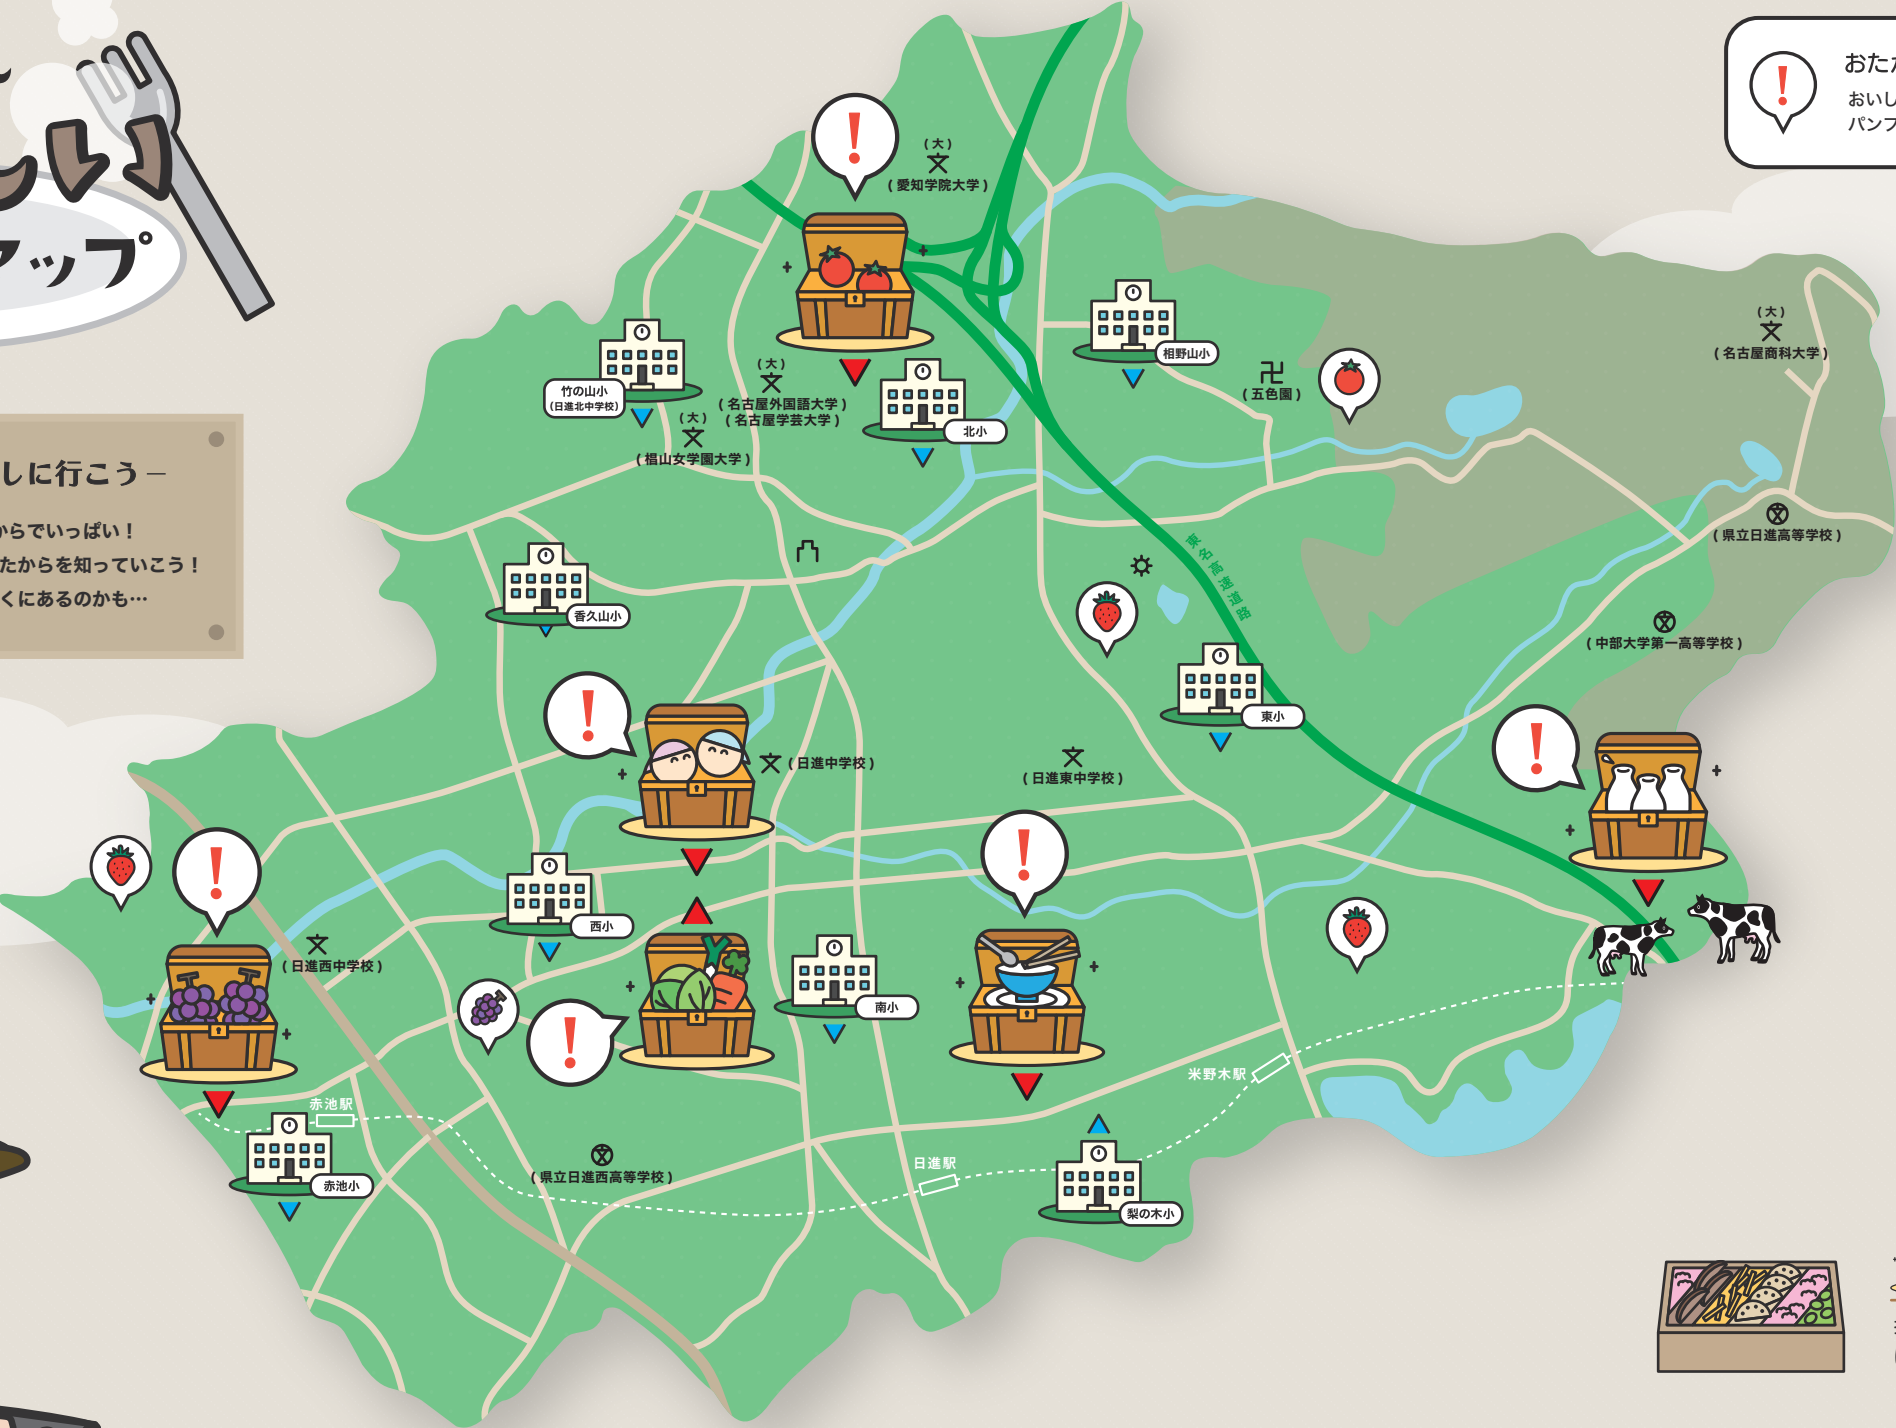 アップ
しに行こう－
からでいっぱい！
たからを知っていこう！
くにあるのかも…
おたか
おいし
パンフ
（大）
（愛知学院大学）
相野山小
竹の山小
（日進北中学校）
（大）
（名古屋外国語大学）
（名古屋学芸大学）
（大）
（椙山女学園大学）
北小
（五色園）
（大）
（名古屋商科大学）
（県立日進高等学校）
東名高速道路
香久山小
（中部大学第一高等学校）
東小
（日進中学校）
（日進東中学校）
西小
（日進西中学校）
南小
米野木駅
赤池駅
赤池小
（県立日進西高等学校）
日進駅
梨の木小